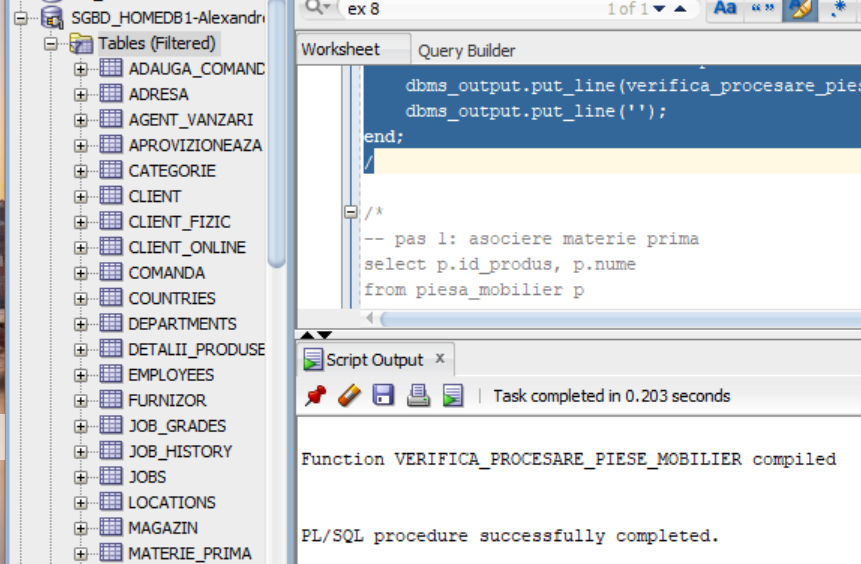 SGBD_HOMEDB1-Alexandr
Tables (Filtered)
ADAUGA_COMAND
ADRESA
AGENT_VANZARI
APROVIZIONEAZA
CATEGORIE
CLIENT
CLIENT_FIZIC
CLIENT_ONLINE
COMANDA
COUNTRIES
DEPARTMENTS
DETALII_PRODUSE
EMPLOYEES
FURNIZOR
JOB_GRADES
JOB_HISTORY
JOBS
LOCATIONS
MAGAZIN
MATERIE_PRIMA
ex 8
1 of 1
Aa “” .*
Worksheet Query Builder
dbms_output.put_line(verifica_procesare_pies
dbms_output.put_line('');
end;
/
/*
-- pas 1: asociere materie prima
select p.id_produs, p.nume
from piesa_mobilier p
Script Output x
Task completed in 0.203 seconds
Function VERIFICA_PROCESARE_PIESE_MOBILIER compiled
PL/SQL procedure successfully completed.